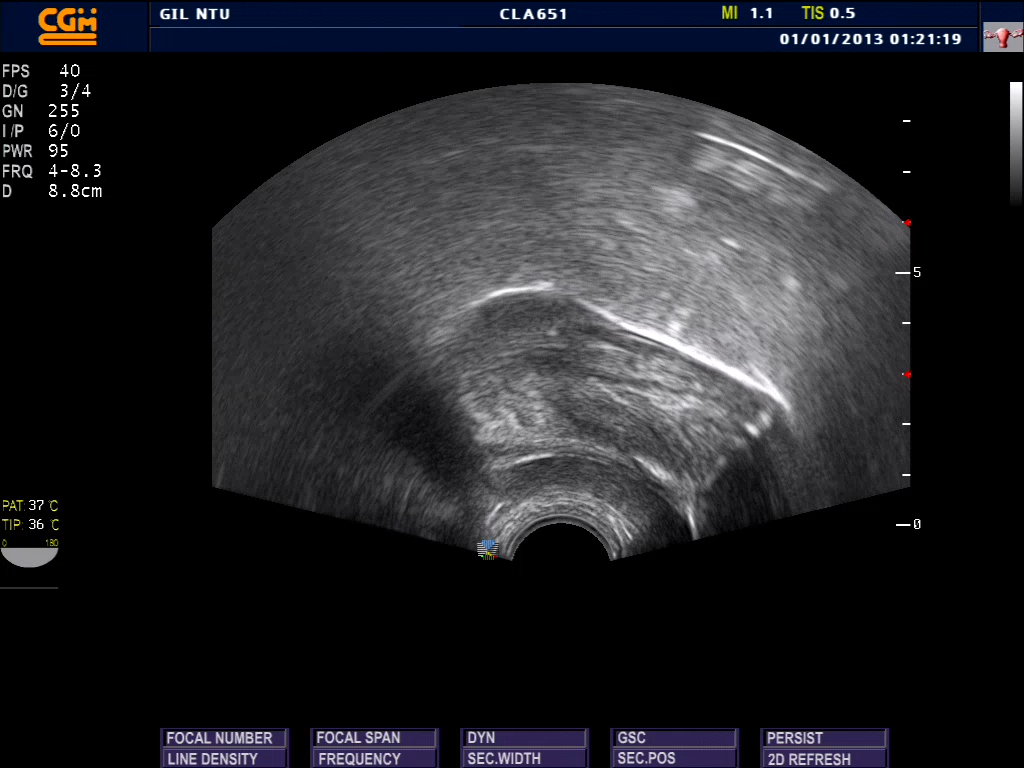 CGM
GIL NTU CLA651 MI 1.1 TIS 0.5
01/01/2013 01:21:19
FPS 40
D/G 3/4
GN 255
I/P 6/0
PWR 95
FRQ 4-8.3
D 8.8cm
5
PAT: 37 °C
TIP: 36 °C
0 180
0
FOCAL NUMBER FOCAL SPAN DYN GSC PERSIST
LINE DENSITY FREQUENCY SEC.WIDTH SEC.POS 2D REFRESH